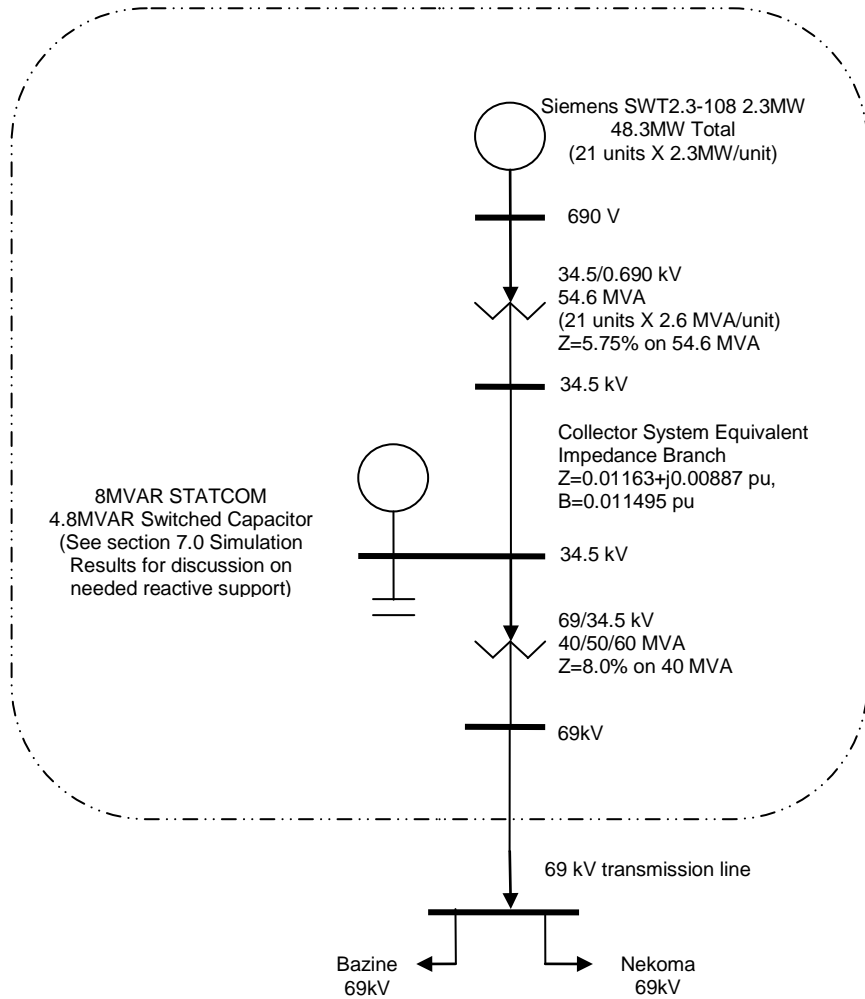 Siemens SWT2.3-108 2.3MW
48.3MW Total
(21 units X 2.3MW/unit)
690 V
34.5/0.690 kV
54.6 MVA
(21 units X 2.6 MVA/unit)
Z=5.75% on 54.6 MVA
34.5 kV
Collector System Equivalent
Impedance Branch
Z=0.01163+j0.00887 pu,
B=0.011495 pu
8MVAR STATCOM
4.8MVAR Switched Capacitor
(See section 7.0 Simulation
Results for discussion on
needed reactive support)
34.5 kV
69/34.5 kV
40/50/60 MVA
Z=8.0% on 40 MVA
69kV
69 kV transmission line
Bazine
69kV
Nekoma
69kV